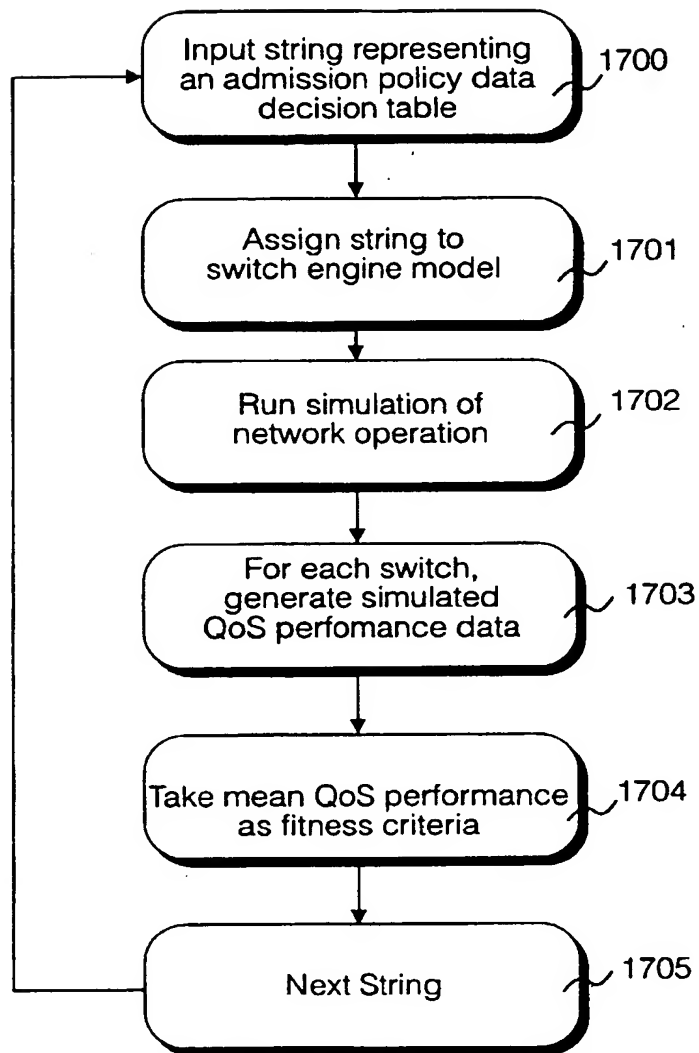 Input string representing
an admission policy data
decision table
1700
Assign string to
switch engine model
1701
Run simulation of
network operation
1702
For each switch,
generate simulated
QoS perfomance data
1703
Take mean QoS performance
as fitness criteria
1704
Next String
1705